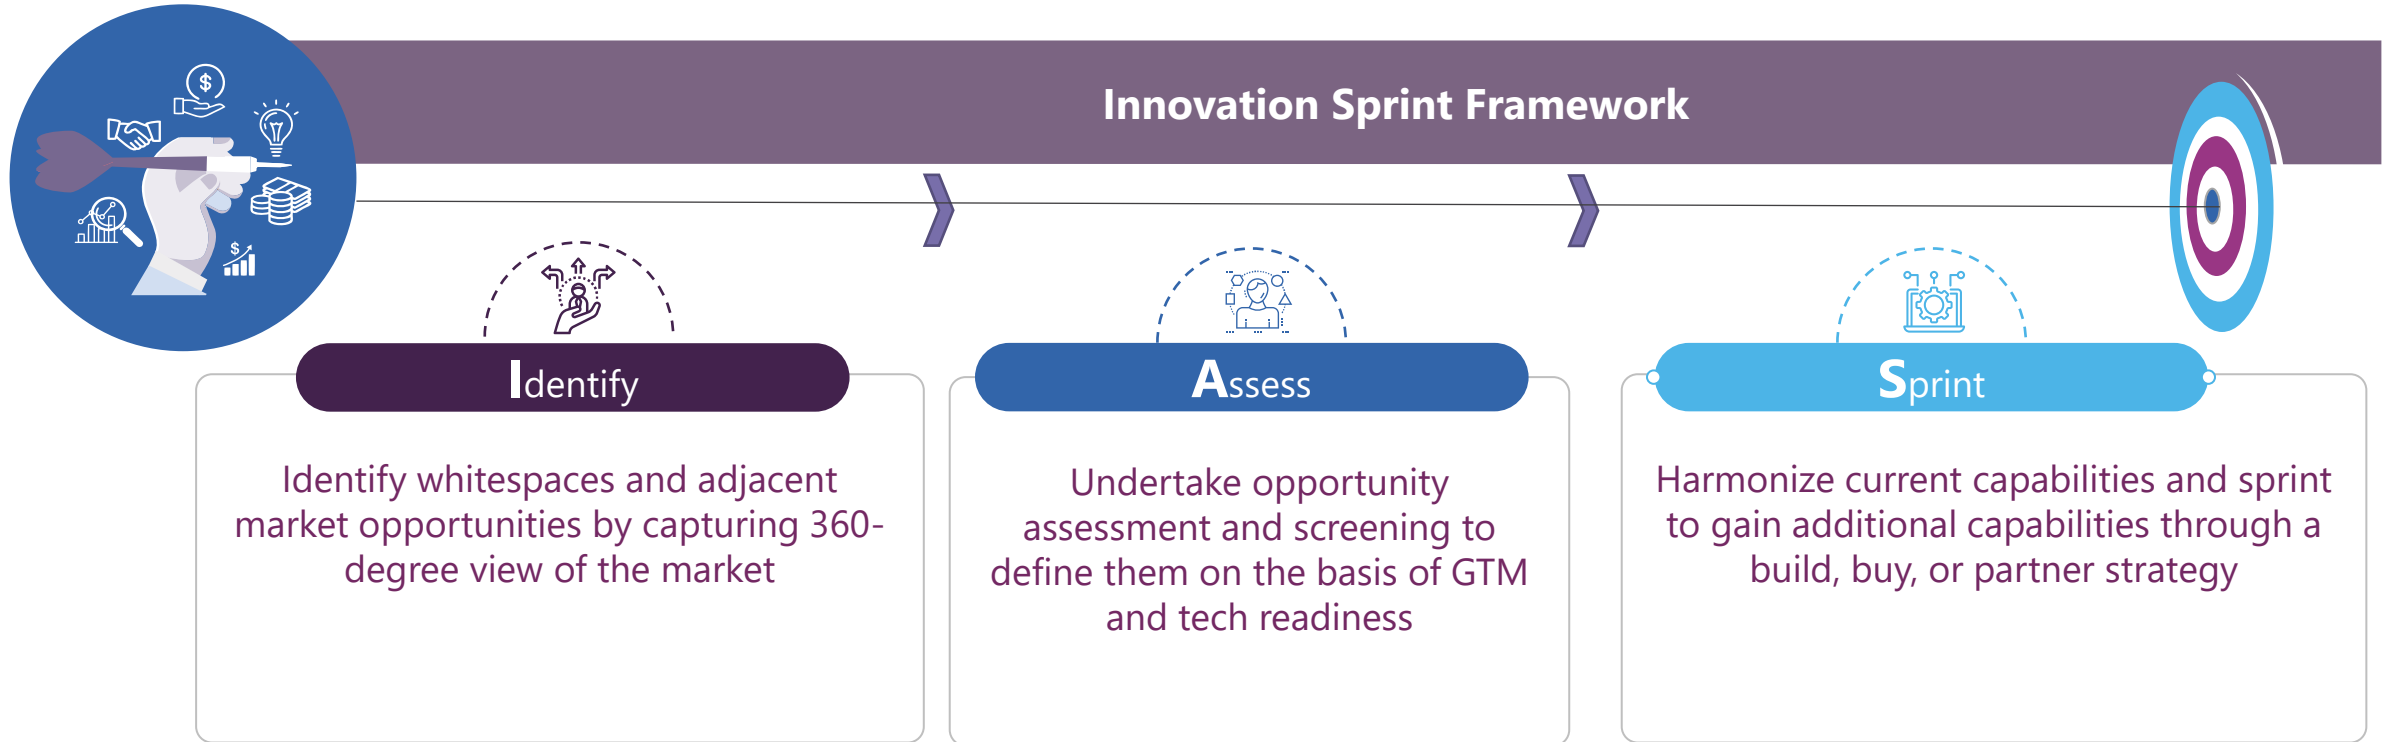 Innovation Sprint Framework
Identify
Identify whitespaces and adjacent
market opportunities by capturing 360-
degree view of the market
Assess
Undertake opportunity
assessment and screening to
define them on the basis of GTM
and tech readiness
Sprint
Harmonize current capabilities and sprint
to gain additional capabilities through a
build, buy, or partner strategy